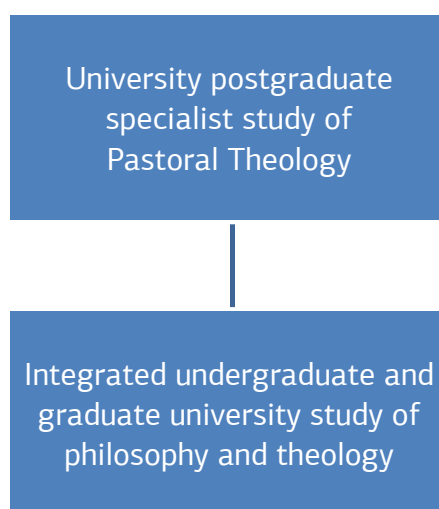 University postgraduate
specialist study of
Pastoral Theology
Integrated undergraduate and
graduate university study of
philosophy and theology